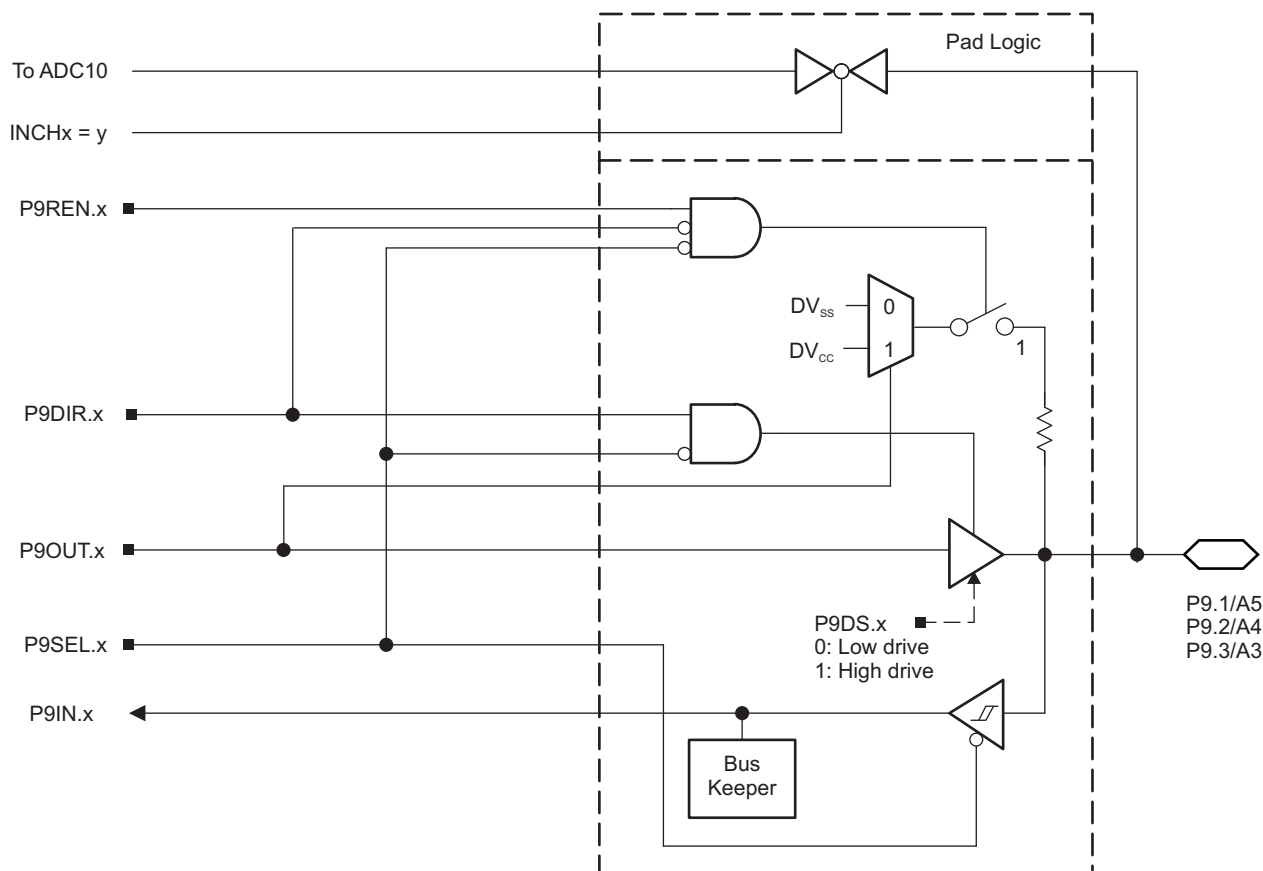 Pad Logic
To ADC10
INCHx = y
P9REN.x
DVSS
0
DVCC
1
1
P9DIR.x
P9OUT.x
P9DS.x
0: Low drive
1: High drive
P9.1/A5
P9.2/A4
P9.3/A3
P9SEL.x
P9IN.x
Bus
Keeper